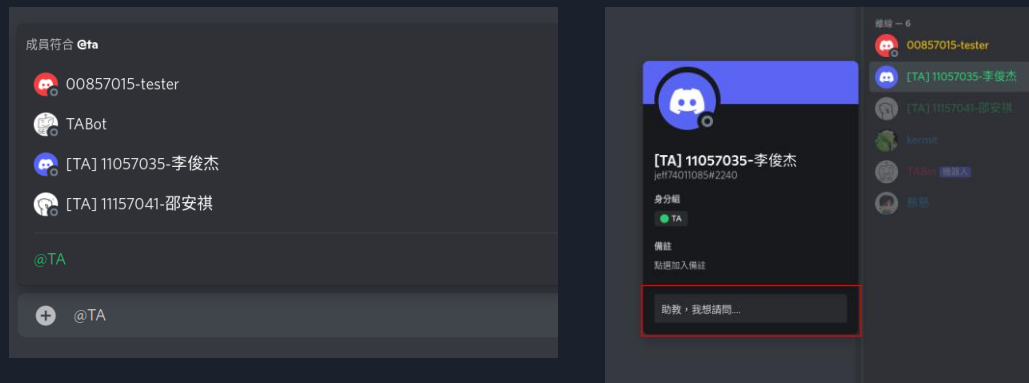 成員符合 @ta
00857015-tester
TABot
[TA] 11057035-李俊杰
[TA] 11157041-邵安祺
@TA
@TA
離線 — 6
00857015-tester
[TA] 11057035-李俊杰
[TA] 11157041-邵安祺
kermit
TABot 機器人
[TA] 11057035-李俊杰
jeff74011085#2240
身分組
TA
備註
點選加入備註
助教，我想請問....